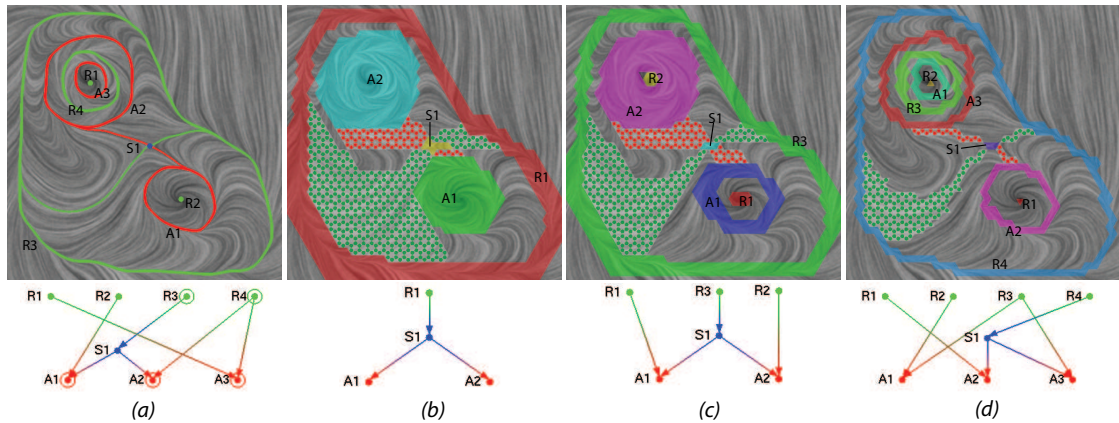 R1
A3
R4
A2
S1
R2
A1
R3
A2
S1
R1
A1
R2
A2
S1
R3
A1
R1
R2
A1
R3
A3
S1
R1
A2
R4
R1 R2 R3 R4
S1
A1 A2 A3
R1
S1
A1 A2
R1 R3 R2
S1
A1 A2
R1 R2 R3 R4
S1
A1 A2 A3
(a) (b) (c) (d)